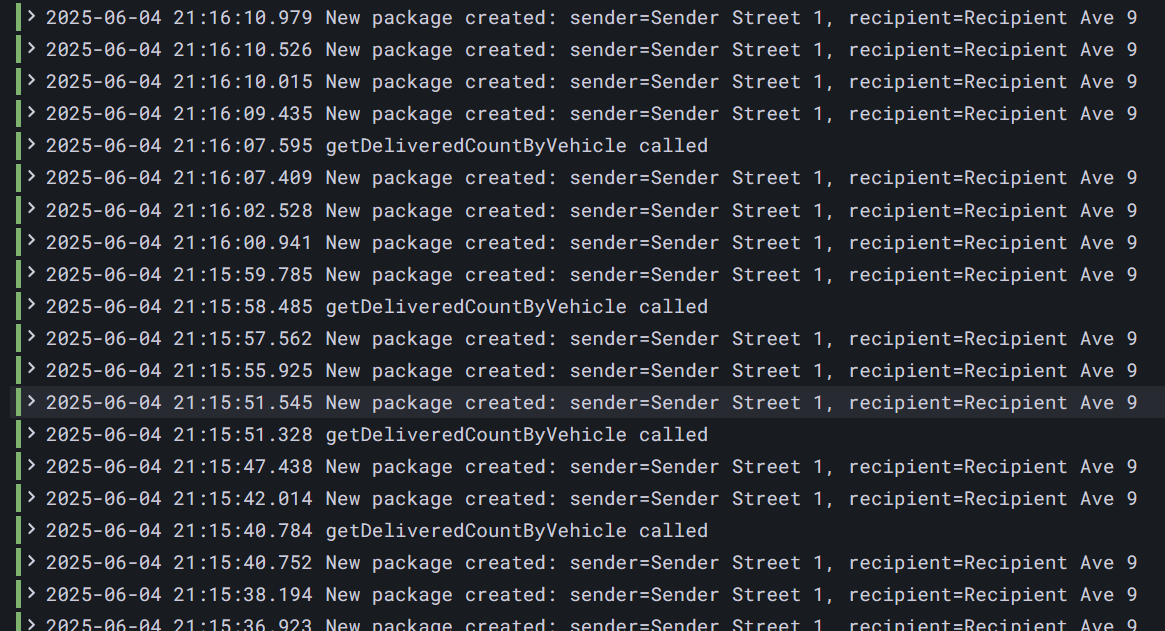 > 2025-06-04 21:16:10.979 New package created: sender=Sender Street 1, recipient=Recipient Ave 9
> 2025-06-04 21:16:10.526 New package created: sender=Sender Street 1, recipient=Recipient Ave 9
> 2025-06-04 21:16:10.015 New package created: sender=Sender Street 1, recipient=Recipient Ave 9
> 2025-06-04 21:16:09.435 New package created: sender=Sender Street 1, recipient=Recipient Ave 9
> 2025-06-04 21:16:07.595 getDeliveredCountByVehicle called
> 2025-06-04 21:16:07.409 New package created: sender=Sender Street 1, recipient=Recipient Ave 9
> 2025-06-04 21:16:02.528 New package created: sender=Sender Street 1, recipient=Recipient Ave 9
> 2025-06-04 21:16:00.941 New package created: sender=Sender Street 1, recipient=Recipient Ave 9
> 2025-06-04 21:15:59.785 New package created: sender=Sender Street 1, recipient=Recipient Ave 9
> 2025-06-04 21:15:58.485 getDeliveredCountByVehicle called
> 2025-06-04 21:15:57.562 New package created: sender=Sender Street 1, recipient=Recipient Ave 9
> 2025-06-04 21:15:55.925 New package created: sender=Sender Street 1, recipient=Recipient Ave 9
> 2025-06-04 21:15:51.545 New package created: sender=Sender Street 1, recipient=Recipient Ave 9
> 2025-06-04 21:15:51.328 getDeliveredCountByVehicle called
> 2025-06-04 21:15:47.438 New package created: sender=Sender Street 1, recipient=Recipient Ave 9
> 2025-06-04 21:15:42.014 New package created: sender=Sender Street 1, recipient=Recipient Ave 9
> 2025-06-04 21:15:40.784 getDeliveredCountByVehicle called
> 2025-06-04 21:15:40.752 New package created: sender=Sender Street 1, recipient=Recipient Ave 9
> 2025-06-04 21:15:38.194 New package created: sender=Sender Street 1, recipient=Recipient Ave 9
> 2025-06-04 21:15:36.923 New package created: sender=Sender Street 1, recipient=Recipient Ave 9